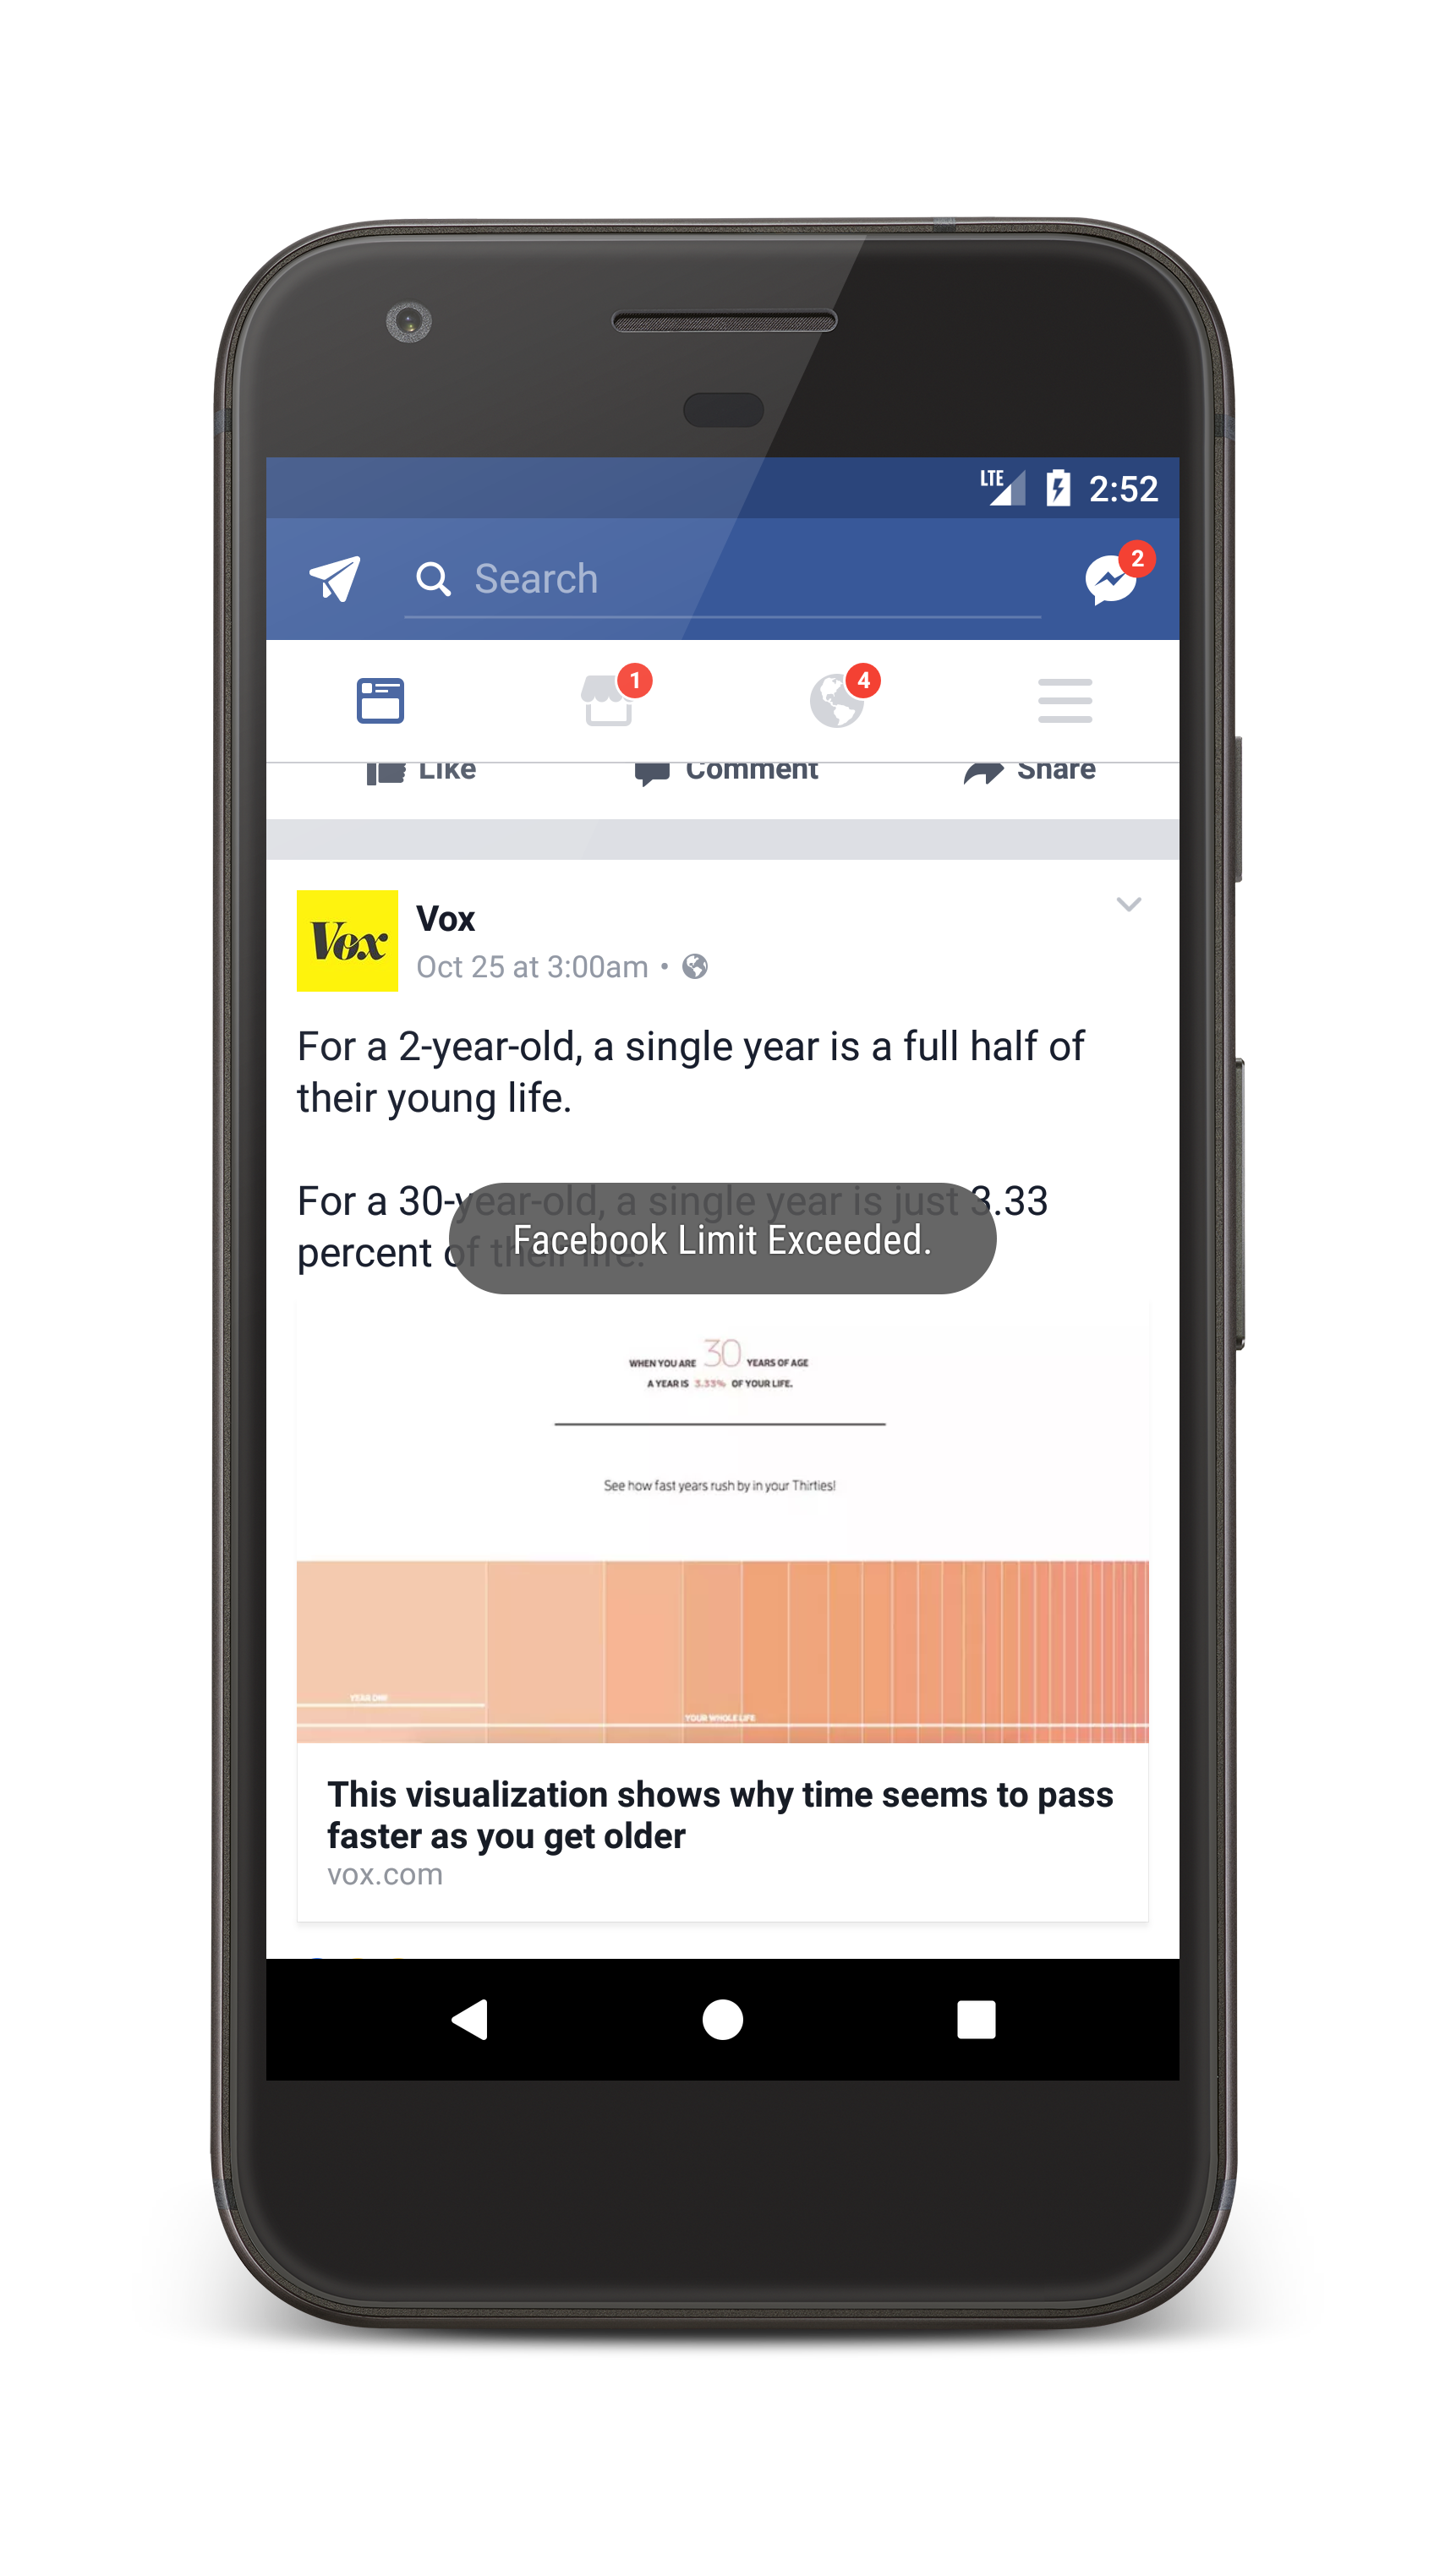 LTE 2:52
Search 2
1 4
Like Comment Share
Vox
Vox
Oct 25 at 3:00am •
For a 2-year-old, a single year is a full half of
their young life.
For a 30-year-old, a single year is just 3.33
percent of their life.
Facebook Limit Exceeded.
WHEN YOU ARE 30 YEARS OF AGE
A YEAR IS 3.33% OF YOUR LIFE.
See how fast years rush by in your Thirties!
YEAR ONE
YOUR WHOLE LIFE
This visualization shows why time seems to pass
faster as you get older
vox.com